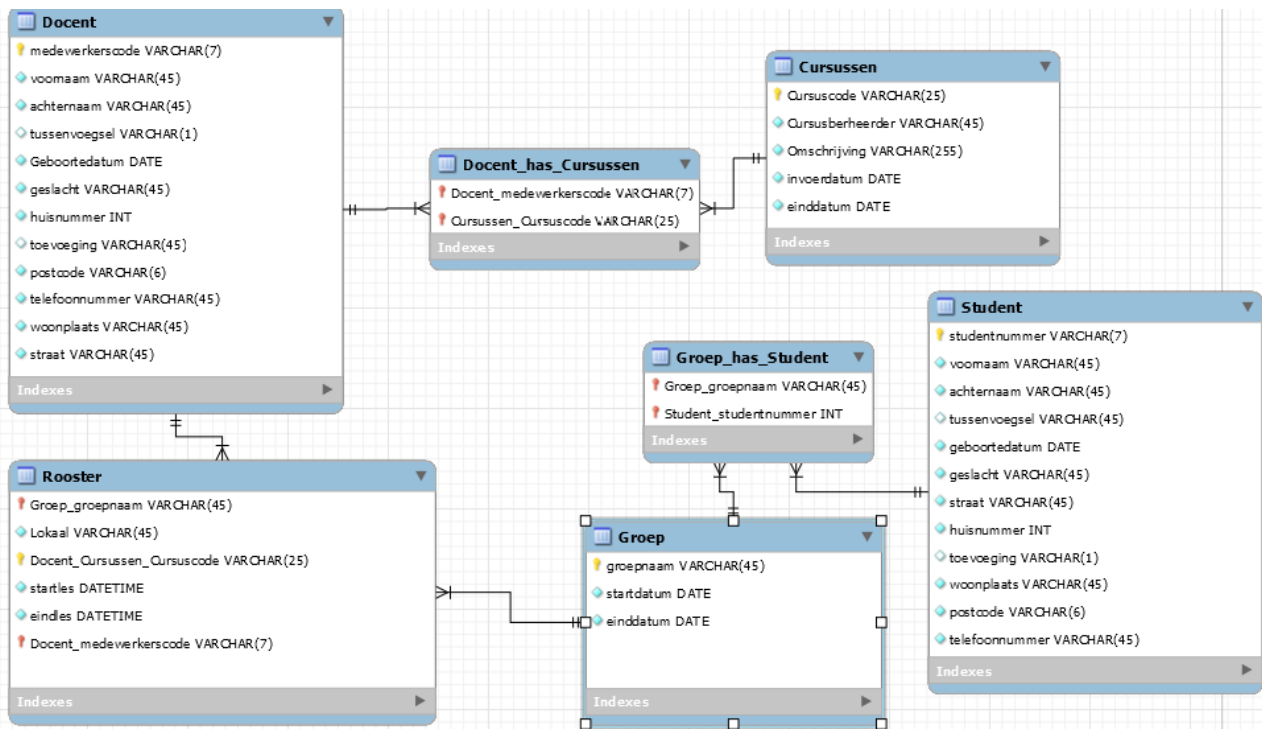 Docent
medewerkerscode VARCHAR(7)
voornaam VARCHAR(45)
achternaam VARCHAR(45)
tussenvoegsel VARCHAR(1)
Geboortedatum DATE
geslacht VARCHAR(45)
huisnummer INT
toevoeging VARCHAR(45)
postcode VARCHAR(6)
telefoonnummer VARCHAR(45)
woonplaats VARCHAR(45)
straat VARCHAR(45)
Indexes
Docent_has_Cursussen
Docent_medewerkerscode VARCHAR(7)
Cursussen_Cursuscode VARCHAR(25)
Indexes
Cursussen
Cursuscode VARCHAR(25)
Cursusberheerder VARCHAR(45)
Omschrijving VARCHAR(255)
invoerdatum DATE
einddatum DATE
Indexes
Student
studentnummer VARCHAR(7)
voornaam VARCHAR(45)
achternaam VARCHAR(45)
tussenvoegsel VARCHAR(45)
geboortedatum DATE
geslacht VARCHAR(45)
straat VARCHAR(45)
huisnummer INT
toevoeging VARCHAR(1)
woonplaats VARCHAR(45)
postcode VARCHAR(6)
telefoonnummer VARCHAR(45)
Indexes
Groep_has_Student
Groep_groepnaam VARCHAR(45)
Student_studentnummer INT
Indexes
Rooster
Groep_groepnaam VARCHAR(45)
Lokaal VARCHAR(45)
Docent_Cursussen_Cursuscode VARCHAR(25)
startles DATETIME
eindles DATETIME
Docent_medewerkerscode VARCHAR(7)
Indexes
Groep
groepnaam VARCHAR(45)
startdatum DATE
einddatum DATE
Indexes